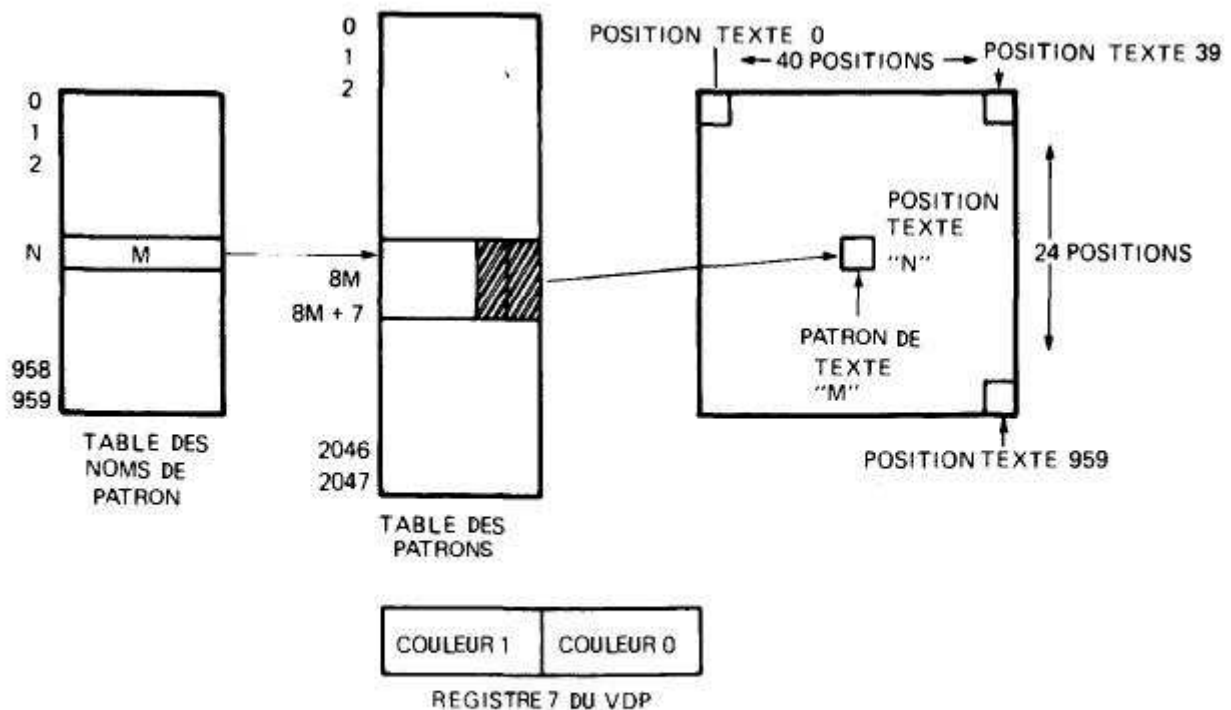 0
1
2
N
M
958
959
TABLE DES
NOMS DE
PATRON
0
1
2
8M
8M + 7
2046
2047
TABLE DES
PATRONS
POSITION TEXTE 0
40 POSITIONS
POSITION TEXTE 39
POSITION
TEXTE
"N"
24 POSITIONS
PATRON DE
TEXTE
"M"
POSITION TEXTE 959
COULEUR 1
COULEUR 0
REGISTRE 7 DU VDP